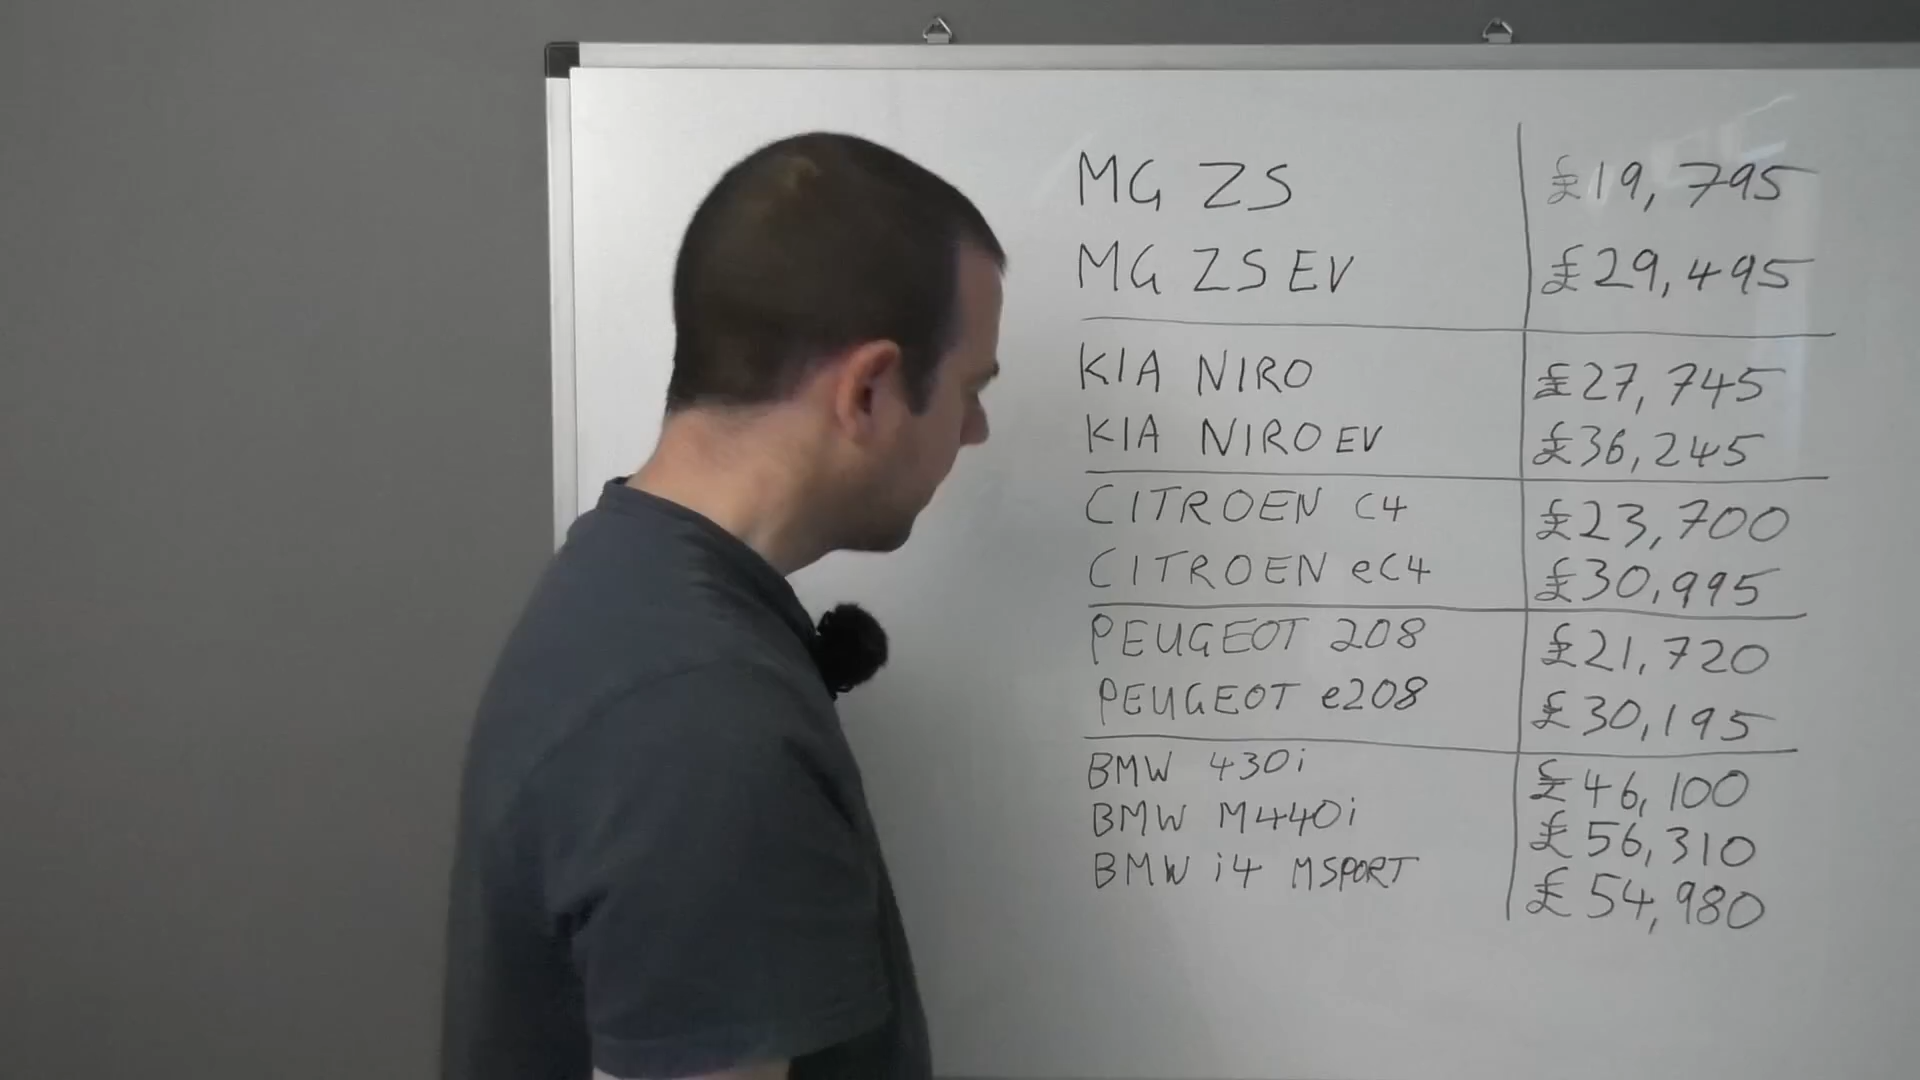 MG ZS £19,795
MG ZS EV £29,495
KIA NIRO £27,745
KIA NIRO EV £36,245
CITROEN C4 £23,700
CITROEN eC4 £30,995
PEUGEOT 208 £21,720
PEUGEOT e208 £30,195
BMW 430i £46,100
BMW M440i £56,310
BMW i4 MSPORT £54,980